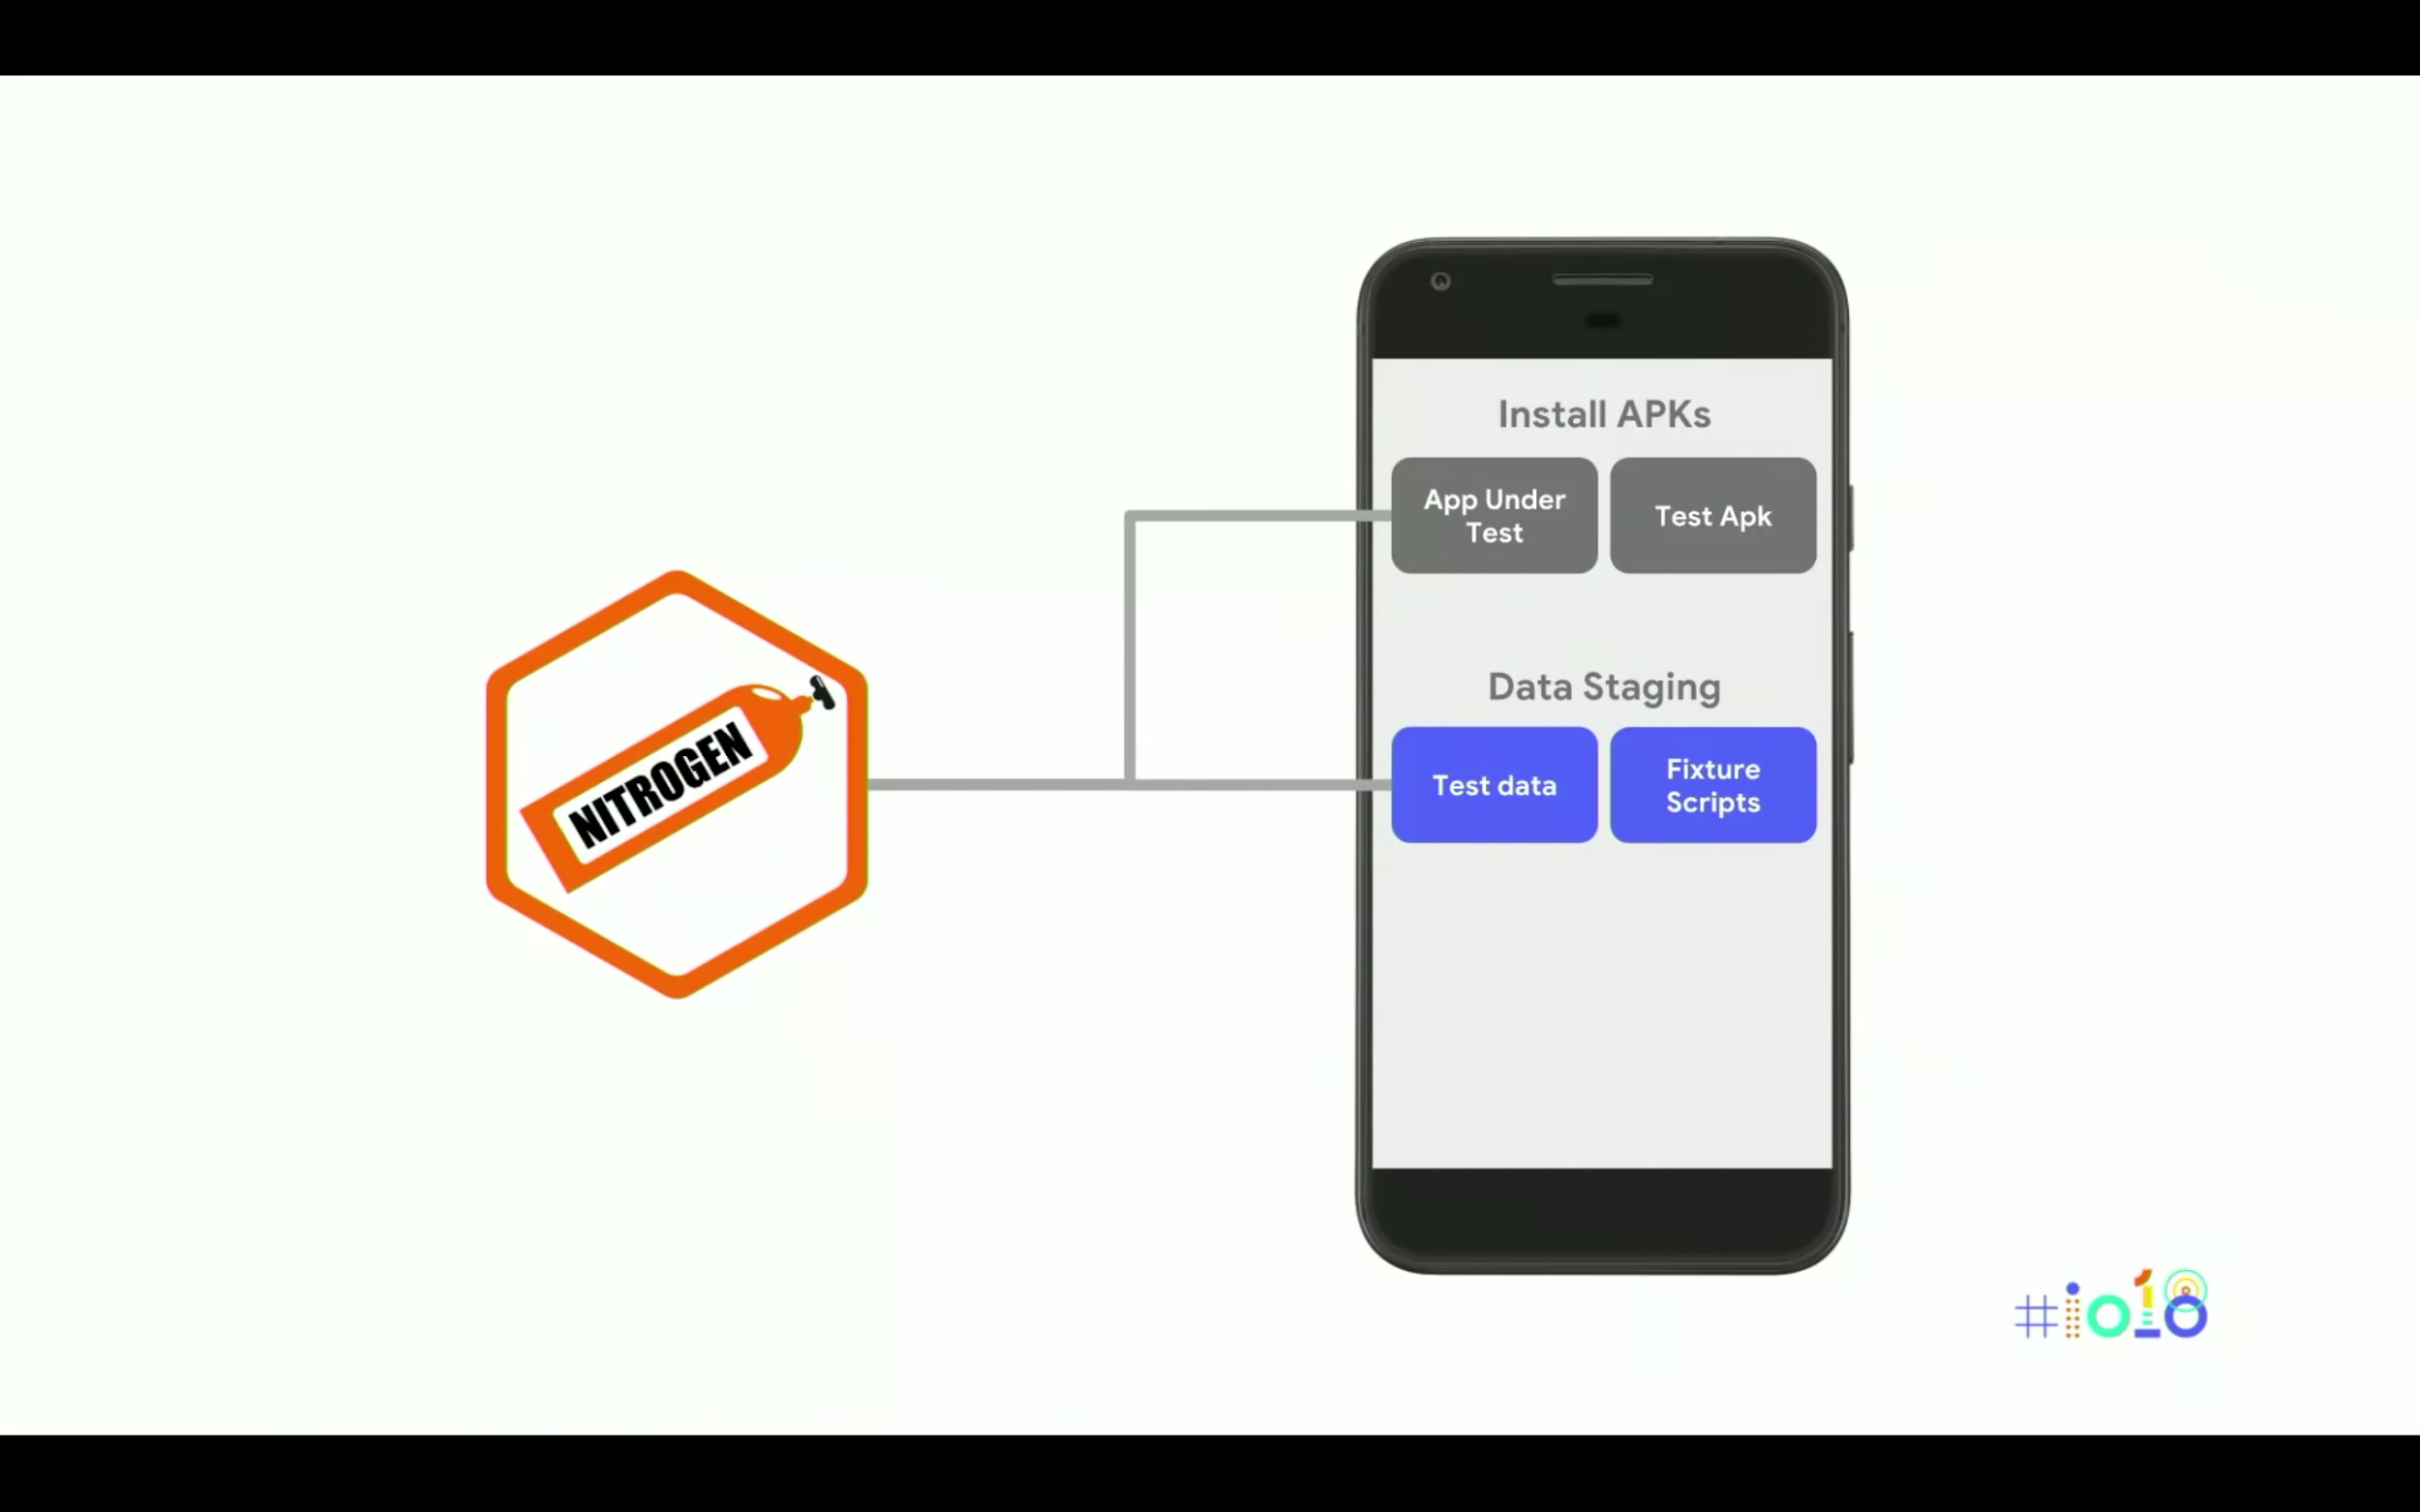 NITROGEN
Install APKs
App Under
Test
Test Apk
Data Staging
Test data
Fixture
Scripts
#io18